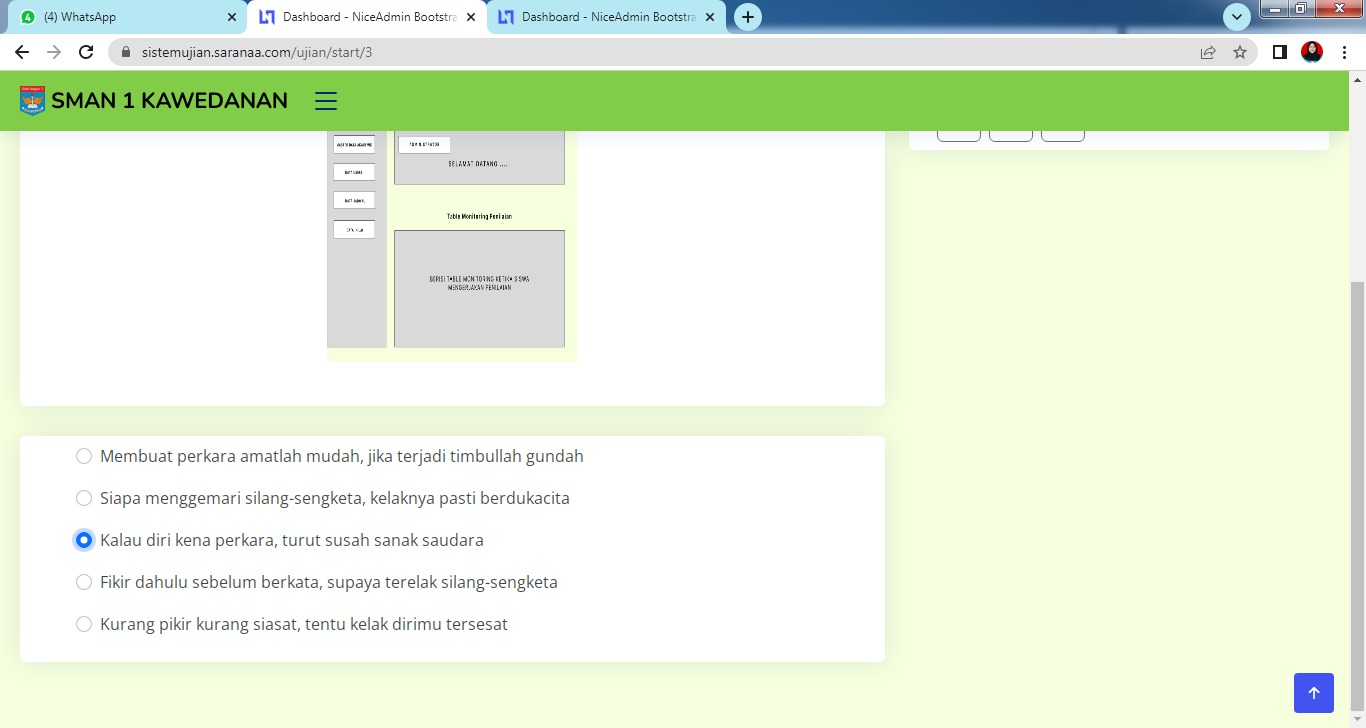 (4) WhatsApp
Dashboard - NiceAdmin Bootstra
Dashboard - NiceAdmin Bootstra
sistemujian.saranaa.com/ujian/start/3
SMAN 1 KAWEDANAN
SELAMAT DATANG ....
Table Monitoring Penilaian
BERISI TABLE MONITORING KETIKA SISWA
MENGERJAKAN PENILAIAN
Membuat perkara amatlah mudah, jika terjadi timbullah gundah
Siapa menggemari silang-sengketa, kelaknya pasti berdukacita
Kalau diri kena perkara, turut susah sanak saudara
Fikir dahulu sebelum berkata, supaya terelak silang-sengketa
Kurang pikir kurang siasat, tentu kelak dirimu tersesat